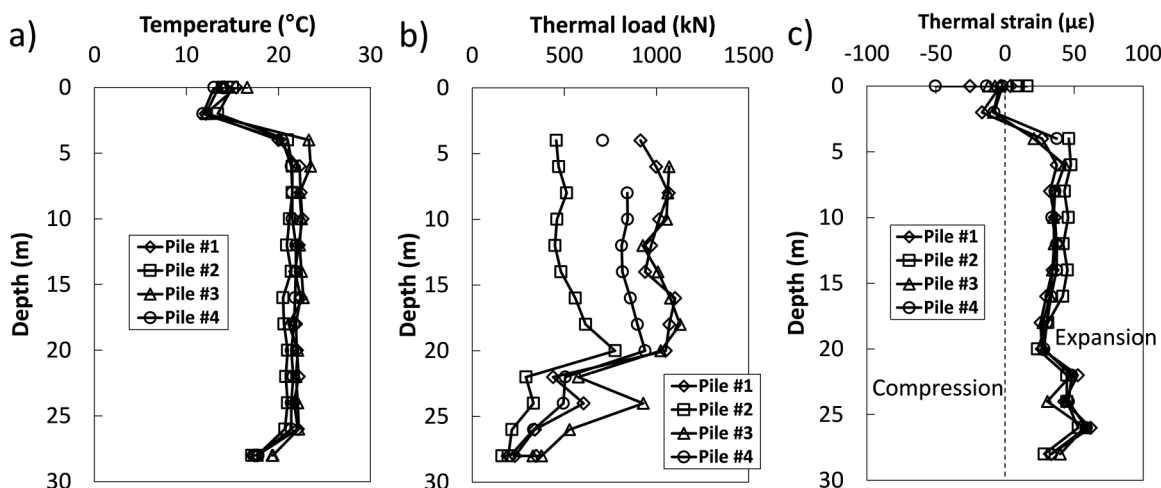 a)
Temperature (°C)
0 10 20 30
0
5
10
15
20
25
30
Depth (m)
Pile #1
Pile #2
Pile #3
Pile #4
b)
Thermal load (kN)
0 500 1000 1500
0
5
10
15
20
25
30
Depth (m)
Pile #1
Pile #2
Pile #3
Pile #4
c)
Thermal strain (με)
-100 -50 0 50 100
0
5
10
15
20
25
30
Depth (m)
Pile #1
Pile #2
Pile #3
Pile #4
Expansion
Compression